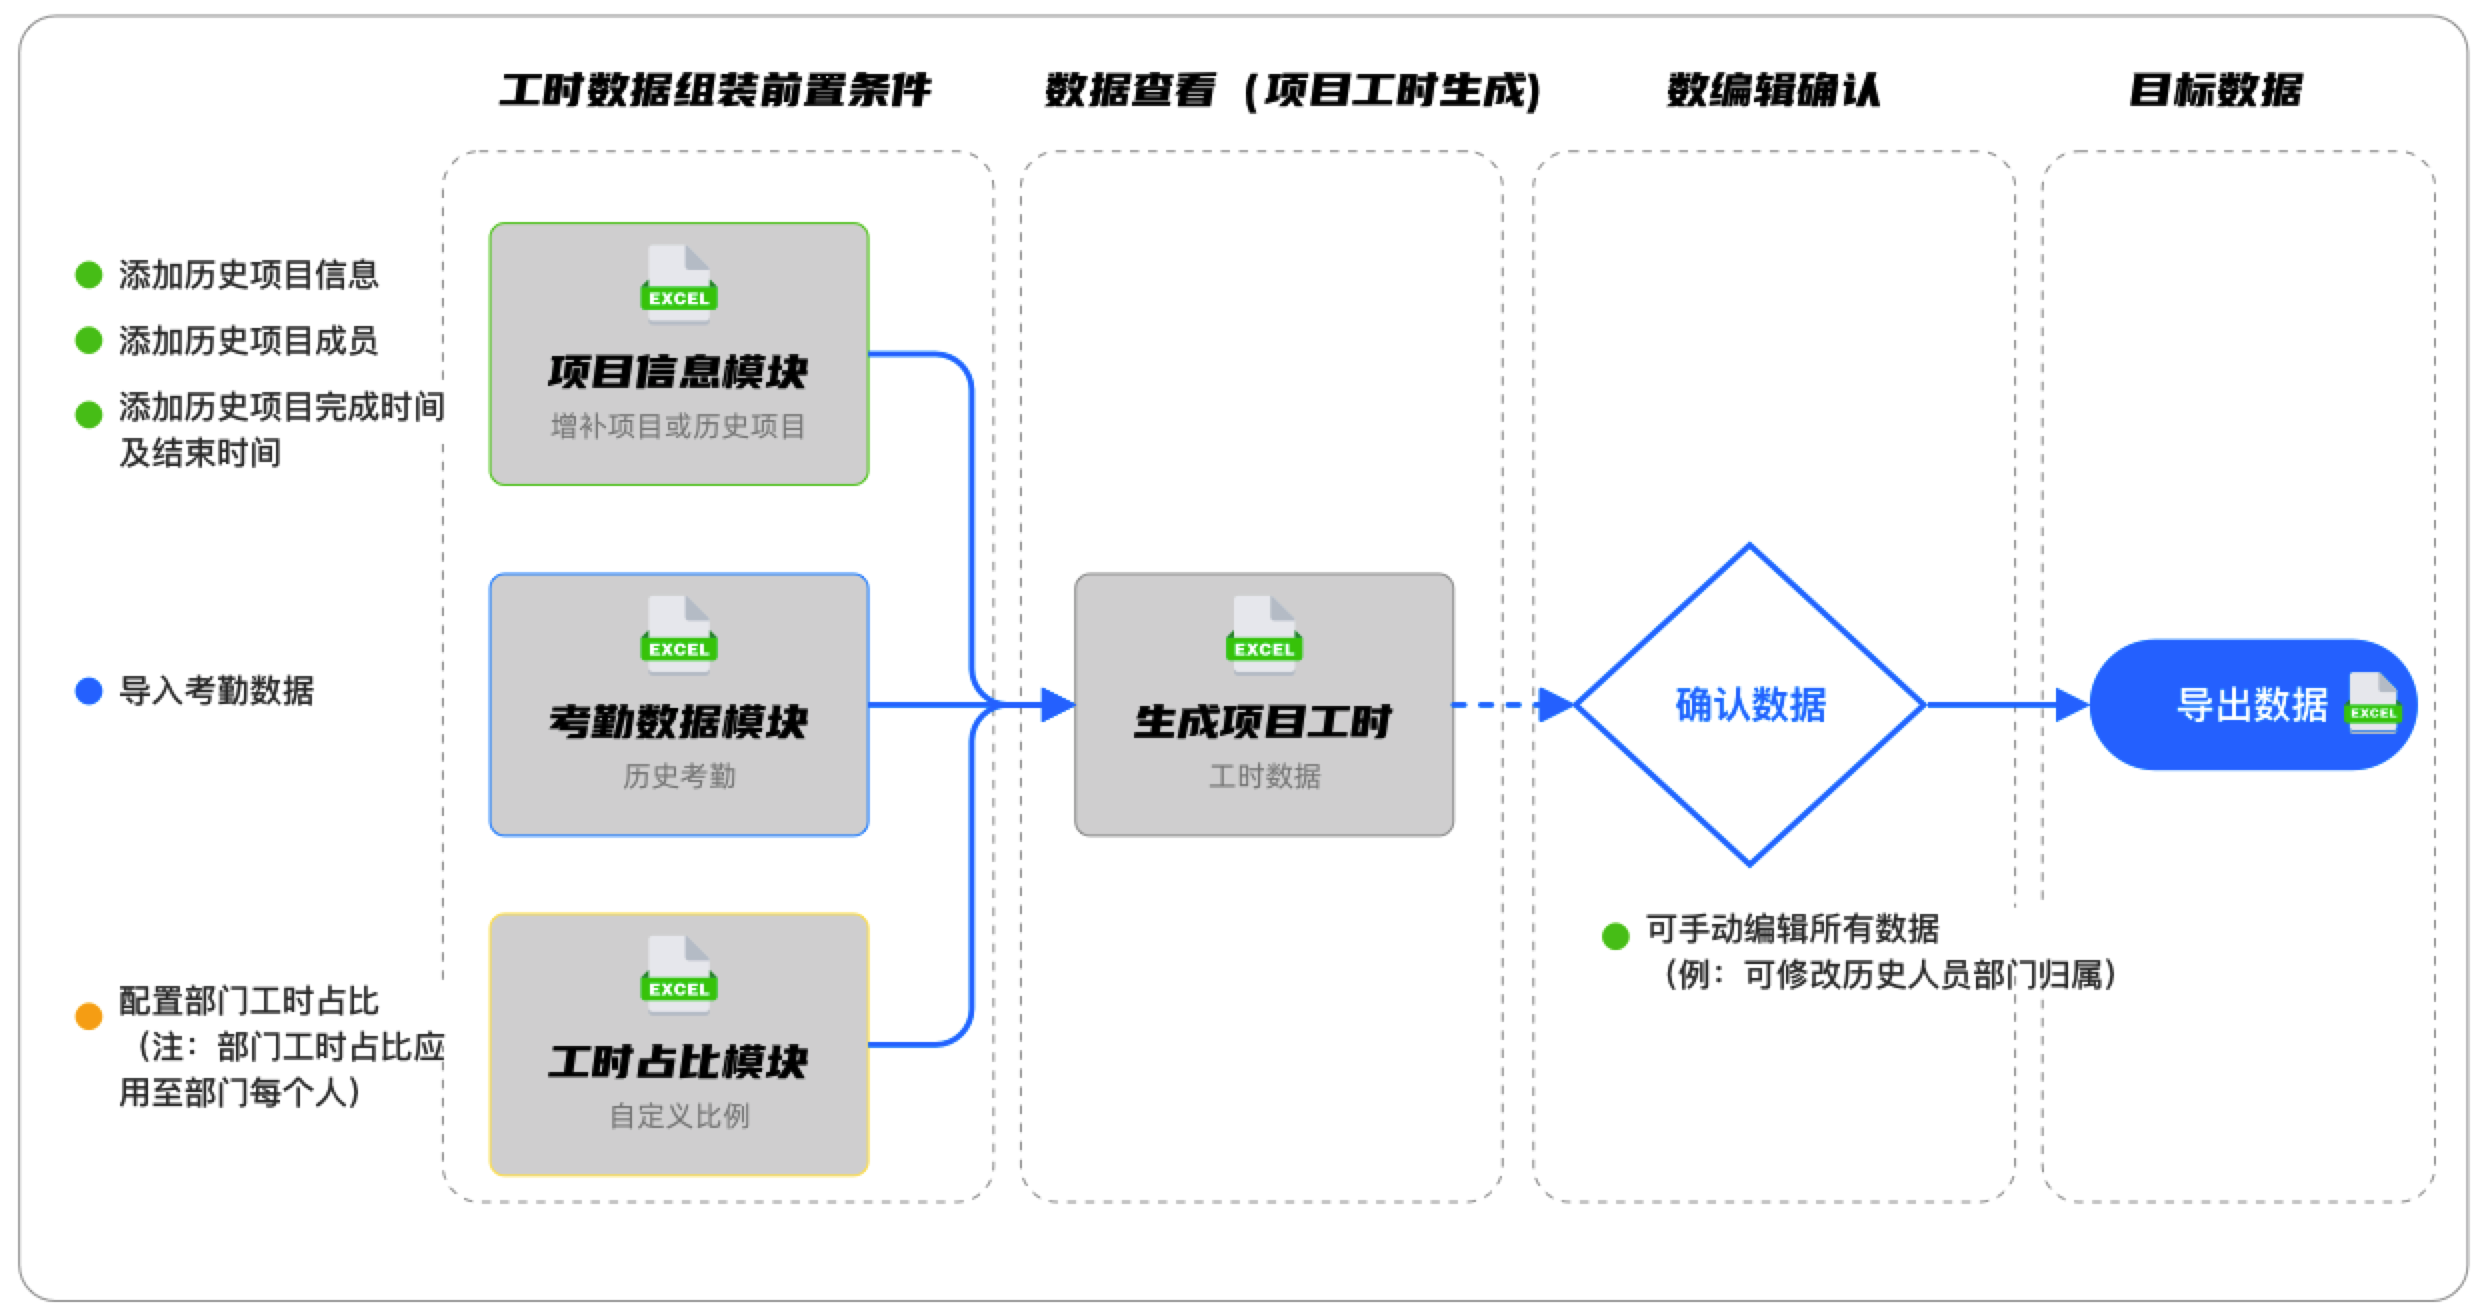 工时数据组装前置条件
数据查看（项目工时生成)
数编辑确认
目标数据
添加历史项目信息
添加历史项目成员
添加历史项目完成时间
及结束时间
EXCEL
项目信息模块
增补项目或历史项目
导入考勤数据
EXCEL
考勤数据模块
历史考勤
配置部门工时占比
（注：部门工时占比应
用至部门每个人）
EXCEL
工时占比模块
自定义比例
EXCEL
生成项目工时
工时数据
确认数据
可手动编辑所有数据
（例：可修改历史人员部门归属）
导出数据
EXCEL